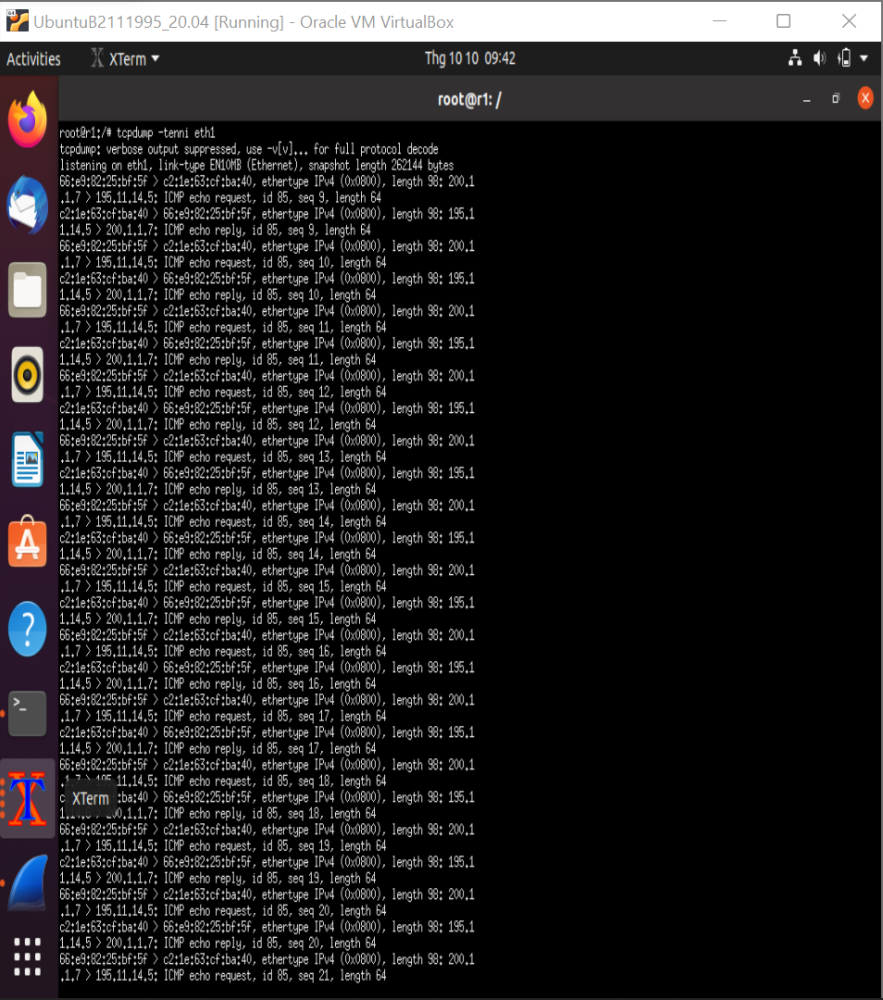 UbuntuB2111995_20.04 [Running] - Oracle VM VirtualBox
Activities XTerm Thg 10 10 09:42
root@r1: /
root@r1:/# tcpdump -tenni eth1
tcpdump: verbose output suppressed, use -v[v]... for full protocol decode
listening on eth1, link-type EN10MB (Ethernet), snapshot length 262144 bytes
66:e9:82:25:bf:5f > c2:1e:63:cf:ba:40, ethertype IPv4 (0x0800), length 98: 200.1
.1.7 > 195.11.14.5: ICMP echo request, id 85, seq 9, length 64
c2:1e:63:cf:ba:40 > 66:e9:82:25:bf:5f, ethertype IPv4 (0x0800), length 98: 195.1
1.14.5 > 200.1.1.7: ICMP echo reply, id 85, seq 9, length 64
66:e9:82:25:bf:5f > c2:1e:63:cf:ba:40, ethertype IPv4 (0x0800), length 98: 200.1
.1.7 > 195.11.14.5: ICMP echo request, id 85, seq 10, length 64
c2:1e:63:cf:ba:40 > 66:e9:82:25:bf:5f, ethertype IPv4 (0x0800), length 98: 195.1
1.14.5 > 200.1.1.7: ICMP echo reply, id 85, seq 10, length 64
66:e9:82:25:bf:5f > c2:1e:63:cf:ba:40, ethertype IPv4 (0x0800), length 98: 200.1
.1.7 > 195.11.14.5: ICMP echo request, id 85, seq 11, length 64
c2:1e:63:cf:ba:40 > 66:e9:82:25:bf:5f, ethertype IPv4 (0x0800), length 98: 195.1
1.14.5 > 200.1.1.7: ICMP echo reply, id 85, seq 11, length 64
66:e9:82:25:bf:5f > c2:1e:63:cf:ba:40, ethertype IPv4 (0x0800), length 98: 200.1
.1.7 > 195.11.14.5: ICMP echo request, id 85, seq 12, length 64
c2:1e:63:cf:ba:40 > 66:e9:82:25:bf:5f, ethertype IPv4 (0x0800), length 98: 195.1
1.14.5 > 200.1.1.7: ICMP echo reply, id 85, seq 12, length 64
66:e9:82:25:bf:5f > c2:1e:63:cf:ba:40, ethertype IPv4 (0x0800), length 98: 200.1
.1.7 > 195.11.14.5: ICMP echo request, id 85, seq 13, length 64
c2:1e:63:cf:ba:40 > 66:e9:82:25:bf:5f, ethertype IPv4 (0x0800), length 98: 195.1
1.14.5 > 200.1.1.7: ICMP echo reply, id 85, seq 13, length 64
66:e9:82:25:bf:5f > c2:1e:63:cf:ba:40, ethertype IPv4 (0x0800), length 98: 200.1
.1.7 > 195.11.14.5: ICMP echo request, id 85, seq 14, length 64
c2:1e:63:cf:ba:40 > 66:e9:82:25:bf:5f, ethertype IPv4 (0x0800), length 98: 195.1
1.14.5 > 200.1.1.7: ICMP echo reply, id 85, seq 14, length 64
66:e9:82:25:bf:5f > c2:1e:63:cf:ba:40, ethertype IPv4 (0x0800), length 98: 200.1
.1.7 > 195.11.14.5: ICMP echo request, id 85, seq 15, length 64
c2:1e:63:cf:ba:40 > 66:e9:82:25:bf:5f, ethertype IPv4 (0x0800), length 98: 195.1
1.14.5 > 200.1.1.7: ICMP echo reply, id 85, seq 15, length 64
66:e9:82:25:bf:5f > c2:1e:63:cf:ba:40, ethertype IPv4 (0x0800), length 98: 200.1
.1.7 > 195.11.14.5: ICMP echo request, id 85, seq 16, length 64
c2:1e:63:cf:ba:40 > 66:e9:82:25:bf:5f, ethertype IPv4 (0x0800), length 98: 195.1
1.14.5 > 200.1.1.7: ICMP echo reply, id 85, seq 16, length 64
66:e9:82:25:bf:5f > c2:1e:63:cf:ba:40, ethertype IPv4 (0x0800), length 98: 200.1
.1.7 > 195.11.14.5: ICMP echo request, id 85, seq 17, length 64
c2:1e:63:cf:ba:40 > 66:e9:82:25:bf:5f, ethertype IPv4 (0x0800), length 98: 195.1
1.14.5 > 200.1.1.7: ICMP echo reply, id 85, seq 17, length 64
66:e9:82:25:bf:5f > c2:1e:63:cf:ba:40, ethertype IPv4 (0x0800), length 98: 200.1
.1.7 > 195.11.14.5: ICMP echo request, id 85, seq 18, length 64
XTerm
:ba:40 > 66:e9:82:25:bf:5f, ethertype IPv4 (0x0800), length 98: 195.1
.1.7: ICMP echo reply, id 85, seq 18, length 64
66:e9:82:25:bf:5f > c2:1e:63:cf:ba:40, ethertype IPv4 (0x0800), length 98: 200.1
.1.7 > 195.11.14.5: ICMP echo request, id 85, seq 19, length 64
c2:1e:63:cf:ba:40 > 66:e9:82:25:bf:5f, ethertype IPv4 (0x0800), length 98: 195.1
1.14.5 > 200.1.1.7: ICMP echo reply, id 85, seq 19, length 64
66:e9:82:25:bf:5f > c2:1e:63:cf:ba:40, ethertype IPv4 (0x0800), length 98: 200.1
.1.7 > 195.11.14.5: ICMP echo request, id 85, seq 20, length 64
c2:1e:63:cf:ba:40 > 66:e9:82:25:bf:5f, ethertype IPv4 (0x0800), length 98: 195.1
1.14.5 > 200.1.1.7: ICMP echo reply, id 85, seq 20, length 64
66:e9:82:25:bf:5f > c2:1e:63:cf:ba:40, ethertype IPv4 (0x0800), length 98: 200.1
.1.7 > 195.11.14.5: ICMP echo request, id 85, seq 21, length 64